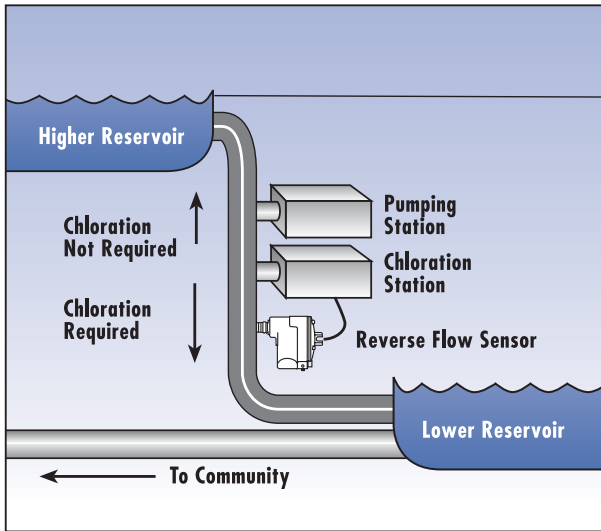 Higher Reservoir
Chloration
Not Required
Pumping
Station
Chloration
Station
Chloration
Required
Reverse Flow Sensor
Lower Reservoir
To Community